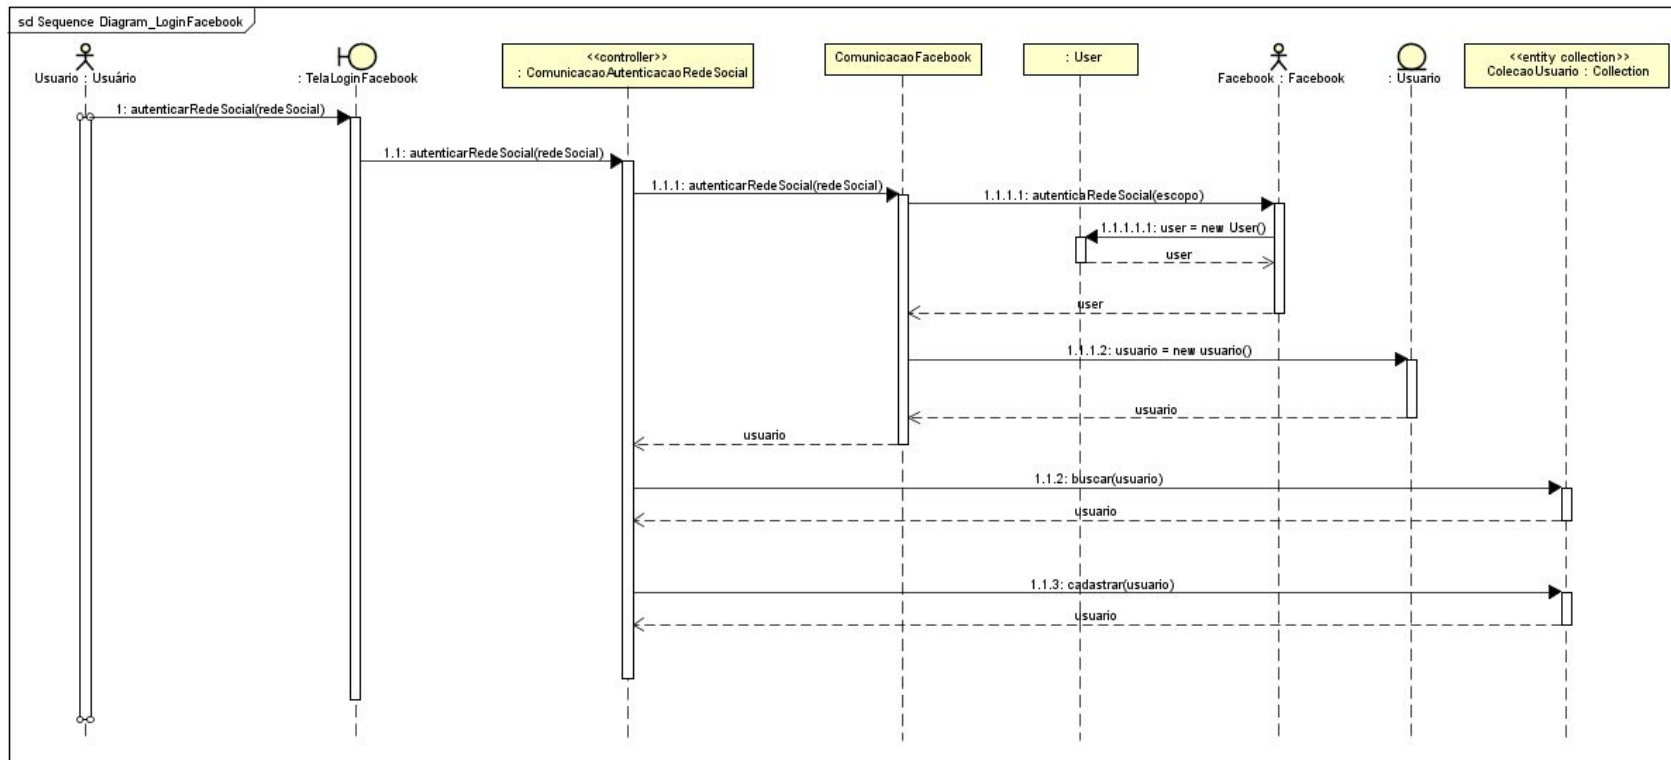 sd Sequence Diagram_LoginFacebook
Usuario : Usuário
: TelaLoginFacebook
<<controller>>
: ComunicacaoAutenticacaoRedeSocial
ComunicacaoFacebook
: User
Facebook : Facebook
: Usuario
<<entity collection>>
ColecaoUsuario : Collection
1: autenticarRedeSocial(redeSocial)
1.1: autenticarRedeSocial(redeSocial)
1.1.1: autenticarRedeSocial(redeSocial)
1.1.1.1: autenticaRedeSocial(escopo)
1.1.1.1.1: user = new User()
user
user
1.1.1.2: usuario = new usuario()
usuario
usuario
1.1.2: buscar(usuario)
usuario
1.1.3: cadastrar(usuario)
usuario